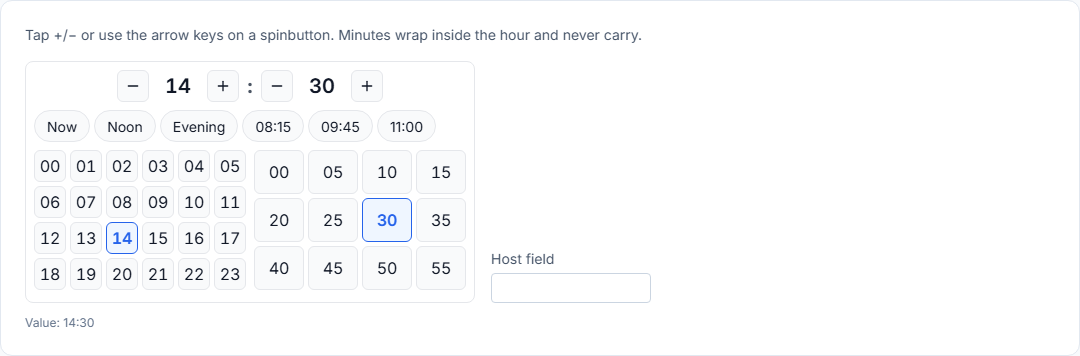 Tap +/− or use the arrow keys on a spinbutton. Minutes wrap inside the hour and never carry.
− 14 + : − 30 +
Now Noon Evening 08:15 09:45 11:00
00 01 02 03 04 05
06 07 08 09 10 11
12 13 14 15 16 17
18 19 20 21 22 23
00 05 10 15
20 25 30 35
40 45 50 55
Host field
Value: 14:30